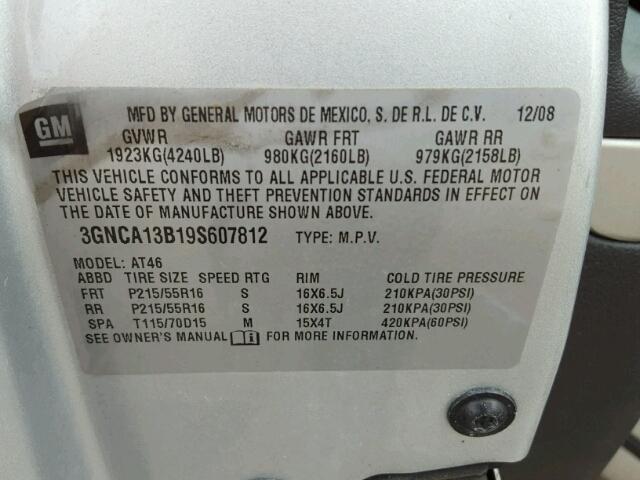 GM MFD BY GENERAL MOTORS DE MEXICO, S. DE R.L. DE C.V. 12/08
GVWR GAWR FRT GAWR RR
1923KG(4240LB) 980KG(2160LB) 979KG(2158LB)
THIS VEHICLE CONFORMS TO ALL APPLICABLE U.S. FEDERAL MOTOR
VEHICLE SAFETY AND THEFT PREVENTION STANDARDS IN EFFECT ON
THE DATE OF MANUFACTURE SHOWN ABOVE.
3GNCA13B19S607812 TYPE: M.P.V.
MODEL: AT46
ABBD TIRE SIZE SPEED RTG RIM COLD TIRE PRESSURE
FRT P215/55R16 S 16X6.5J 210KPA(30PSI)
RR P215/55R16 S 16X6.5J 210KPA(30PSI)
SPA T115/70D15 M 15X4T 420KPA(60PSI)
SEE OWNER'S MANUAL i FOR MORE INFORMATION.